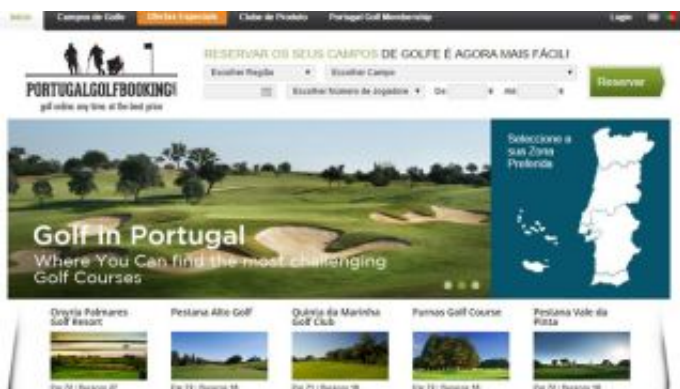 Início Campos de Golfe Ofertas Especiais Clube de Produto Portugal Golf Membership Login
RESERVAR OS SEUS CAMPOS DE GOLFE É AGORA MAIS FÁCIL!
Escolher Região Escolher Campo
Escolher Número de Jogadores De Até
Reservar
PORTUGALGOLFBOOKING
golf online any time at the best price
Seleccione a
sua Zona
Preferida
Golf in Portugal
Where You Can find the most challenging
Golf Courses
Onyria Palmares
Golf Resort
Pestana Alto Golf
Quinta da Marinha
Golf Club
Furnas Golf Course
Pestana Vale da
Pinta